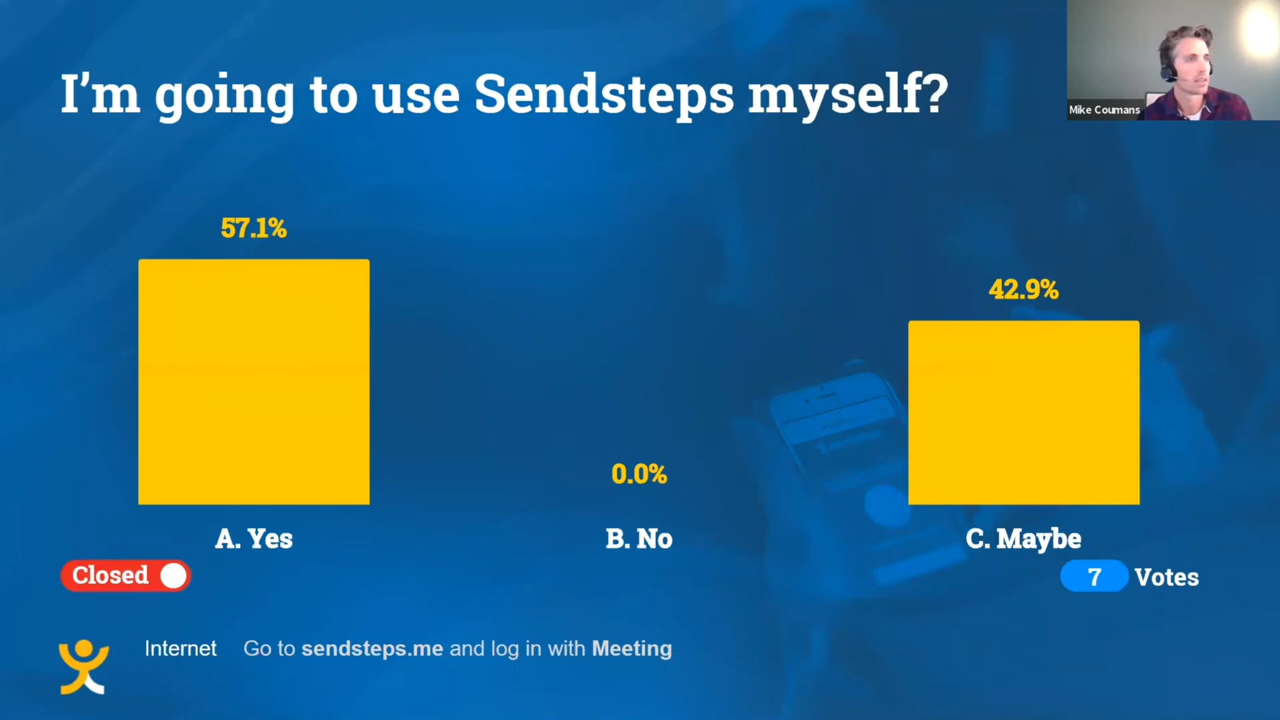 I’m going to use Sendsteps myself?
Mike Coumans
57.1%
42.9%
0.0%
A. Yes
B. No
C. Maybe
Closed
7 Votes
Internet Go to sendsteps.me and log in with Meeting